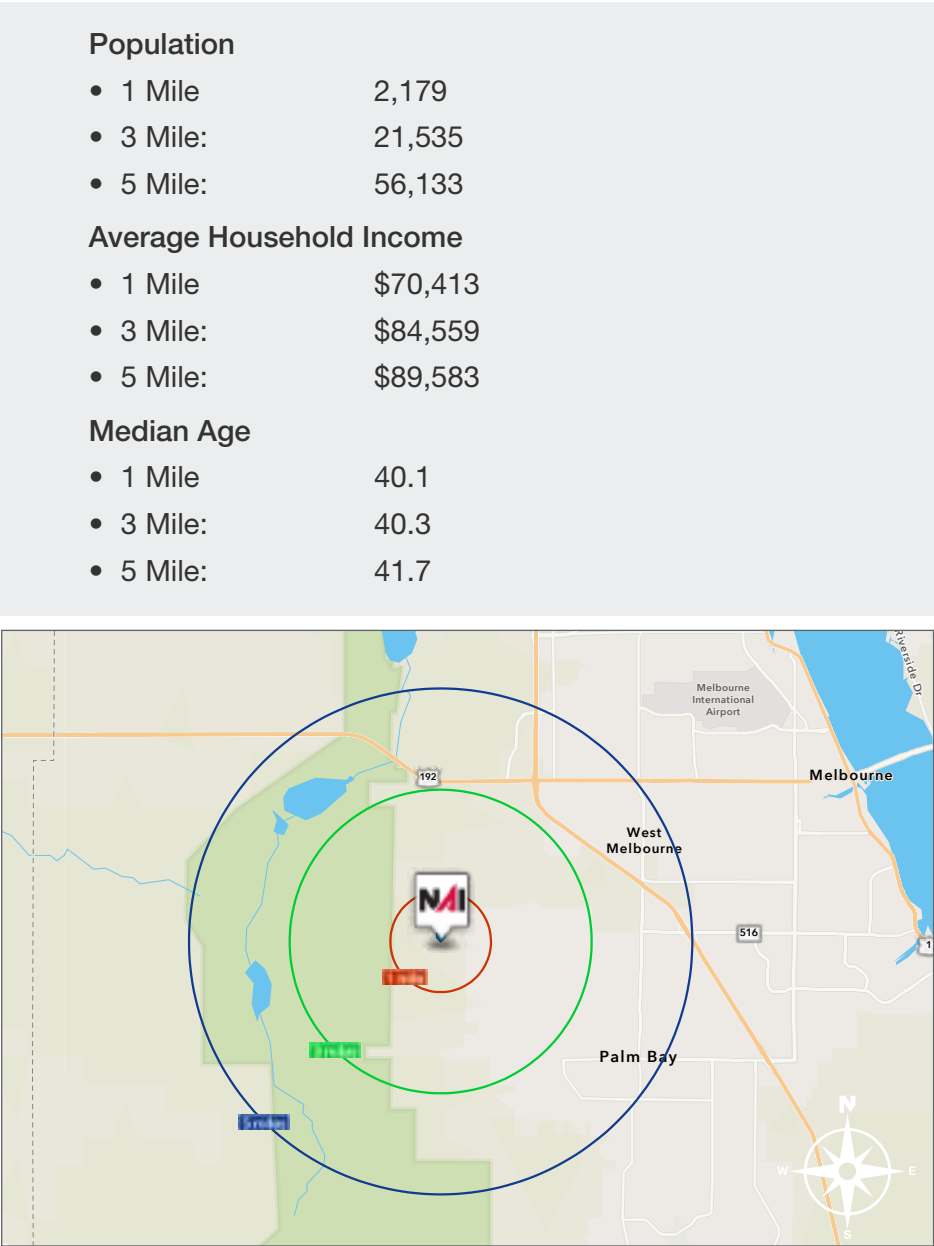 Population
• 1 Mile 2,179
• 3 Mile: 21,535
• 5 Mile: 56,133
Average Household Income
• 1 Mile $70,413
• 3 Mile: $84,559
• 5 Mile: $89,583
Median Age
• 1 Mile 40.1
• 3 Mile: 40.3
• 5 Mile: 41.7
Riverside Dr
Melbourne
International
Airport
192
Melbourne
West
Melbourne
NAI
516
1
Palm Bay
N
W E
S